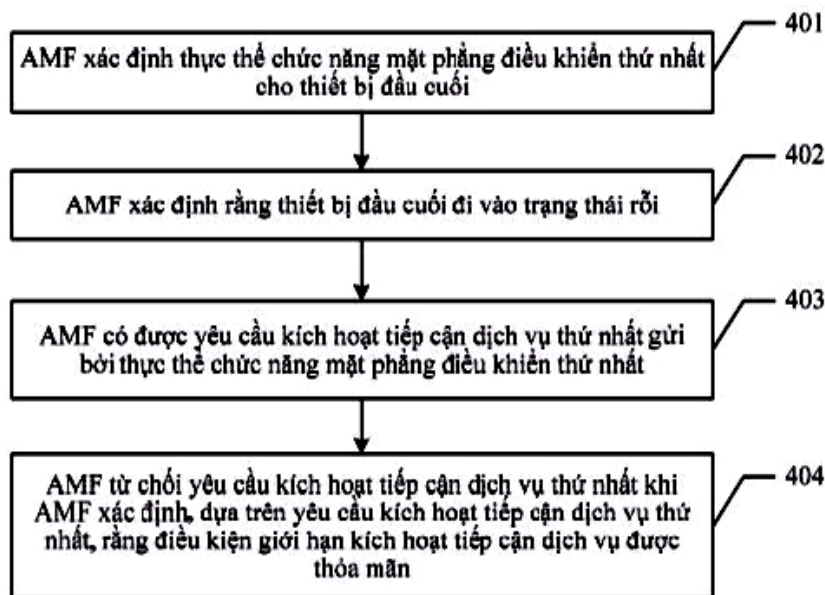 401
AMF xác định thực thể chức năng mặt phẳng điều khiển thứ nhất
cho thiết bị đầu cuối
402
AMF xác định rằng thiết bị đầu cuối đi vào trạng thái rỗi
403
AMF có được yêu cầu kích hoạt tiếp cận dịch vụ thứ nhất gửi
bởi thực thể chức năng mặt phẳng điều khiển thứ nhất
404
AMF từ chối yêu cầu kích hoạt tiếp cận dịch vụ thứ nhất khi
AMF xác định, dựa trên yêu cầu kích hoạt tiếp cận dịch vụ thứ
nhất, rằng điều kiện giới hạn kích hoạt tiếp cận dịch vụ được
thỏa mãn